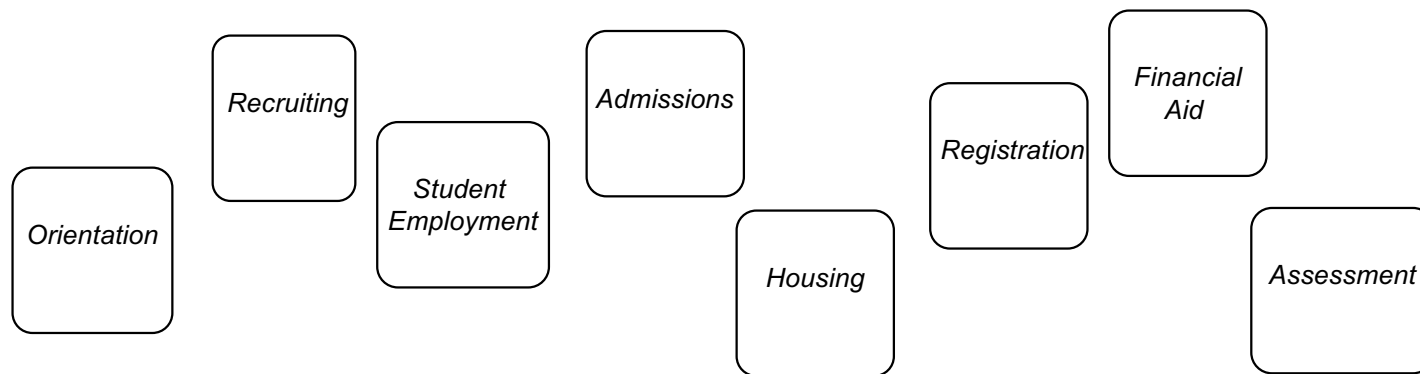 Orientation
Recruiting
Student
Employment
Admissions
Housing
Registration
Financial
Aid
Assessment